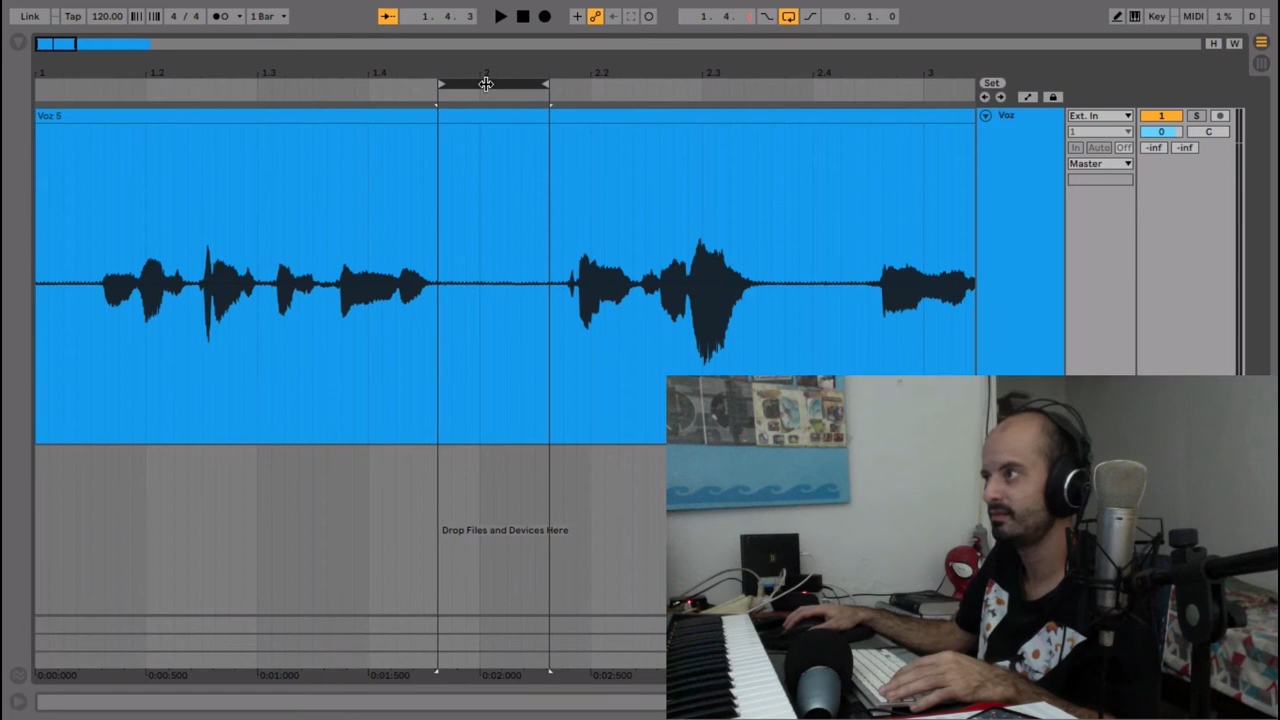 Link Tap 120.00 4 / 4 1 Bar 1. 4. 3 1. 4. 3 0. 1. 0 Key MIDI 1 % D
H W
1 1.2 1.3 1.4 2 2.2 2.3 2.4 3
Set
Voz 5 Voz Ext. In 1 S
1 0 C
In Auto Off -inf -inf
Master
Drop Files and Devices Here
0:00:000 0:00:500 0:01:000 0:01:500 0:02:000 0:02:500